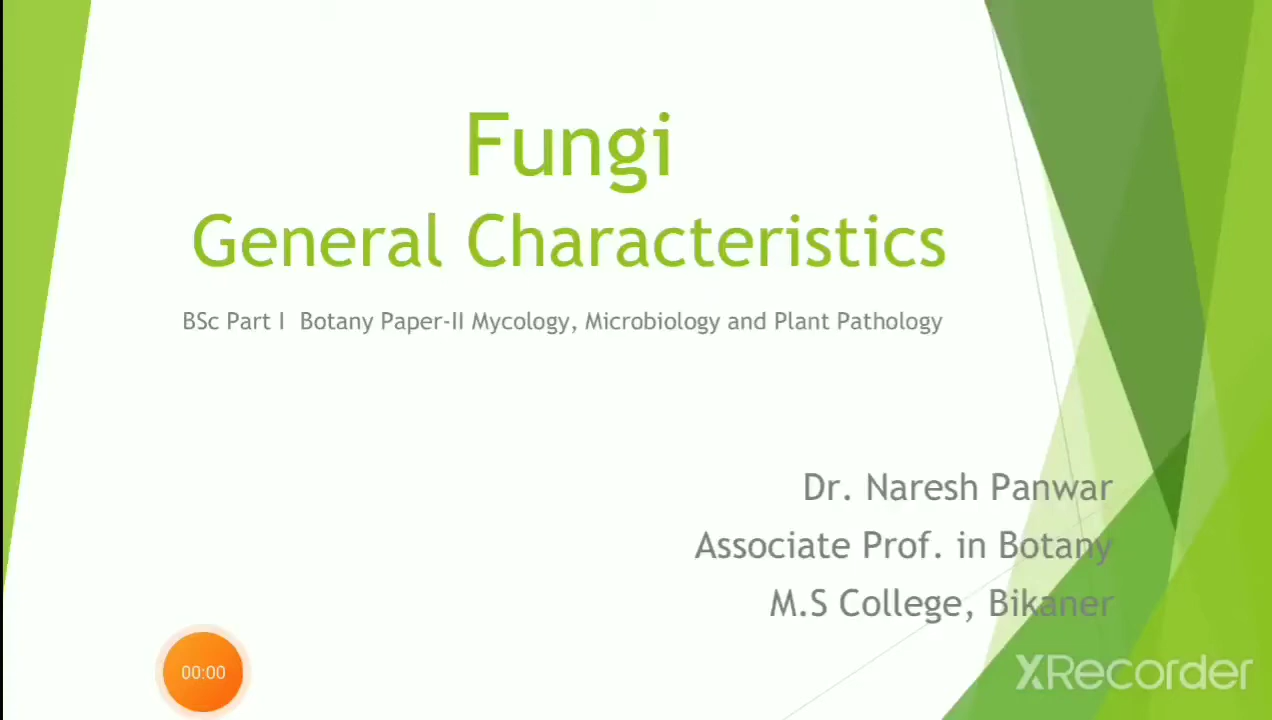 Fungi
General Characteristics
BSc Part I Botany Paper-II Mycology, Microbiology and Plant Pathology
Dr. Naresh Panwar
Associate Prof. in Botany
M.S College, Bikaner
00:00
XRecorder